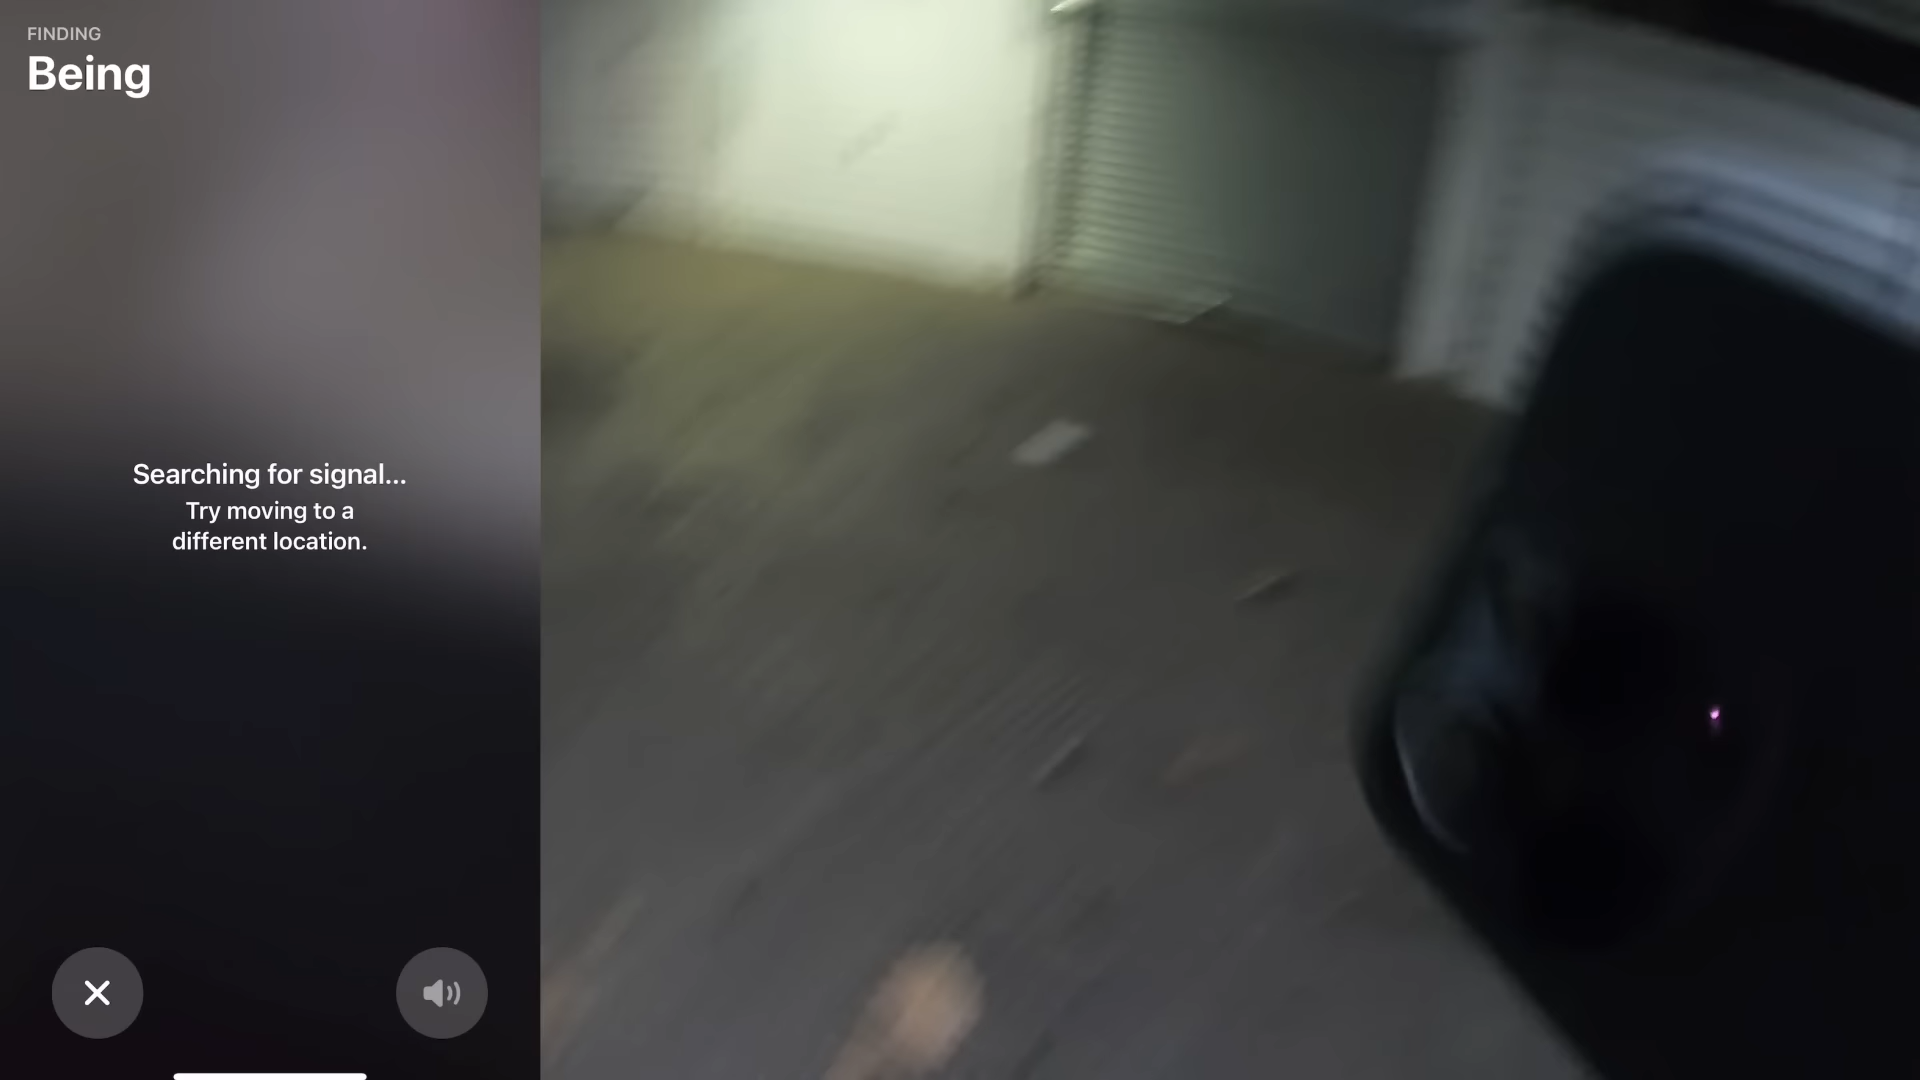 FINDING
Being
Searching for signal...
Try moving to a
different location.